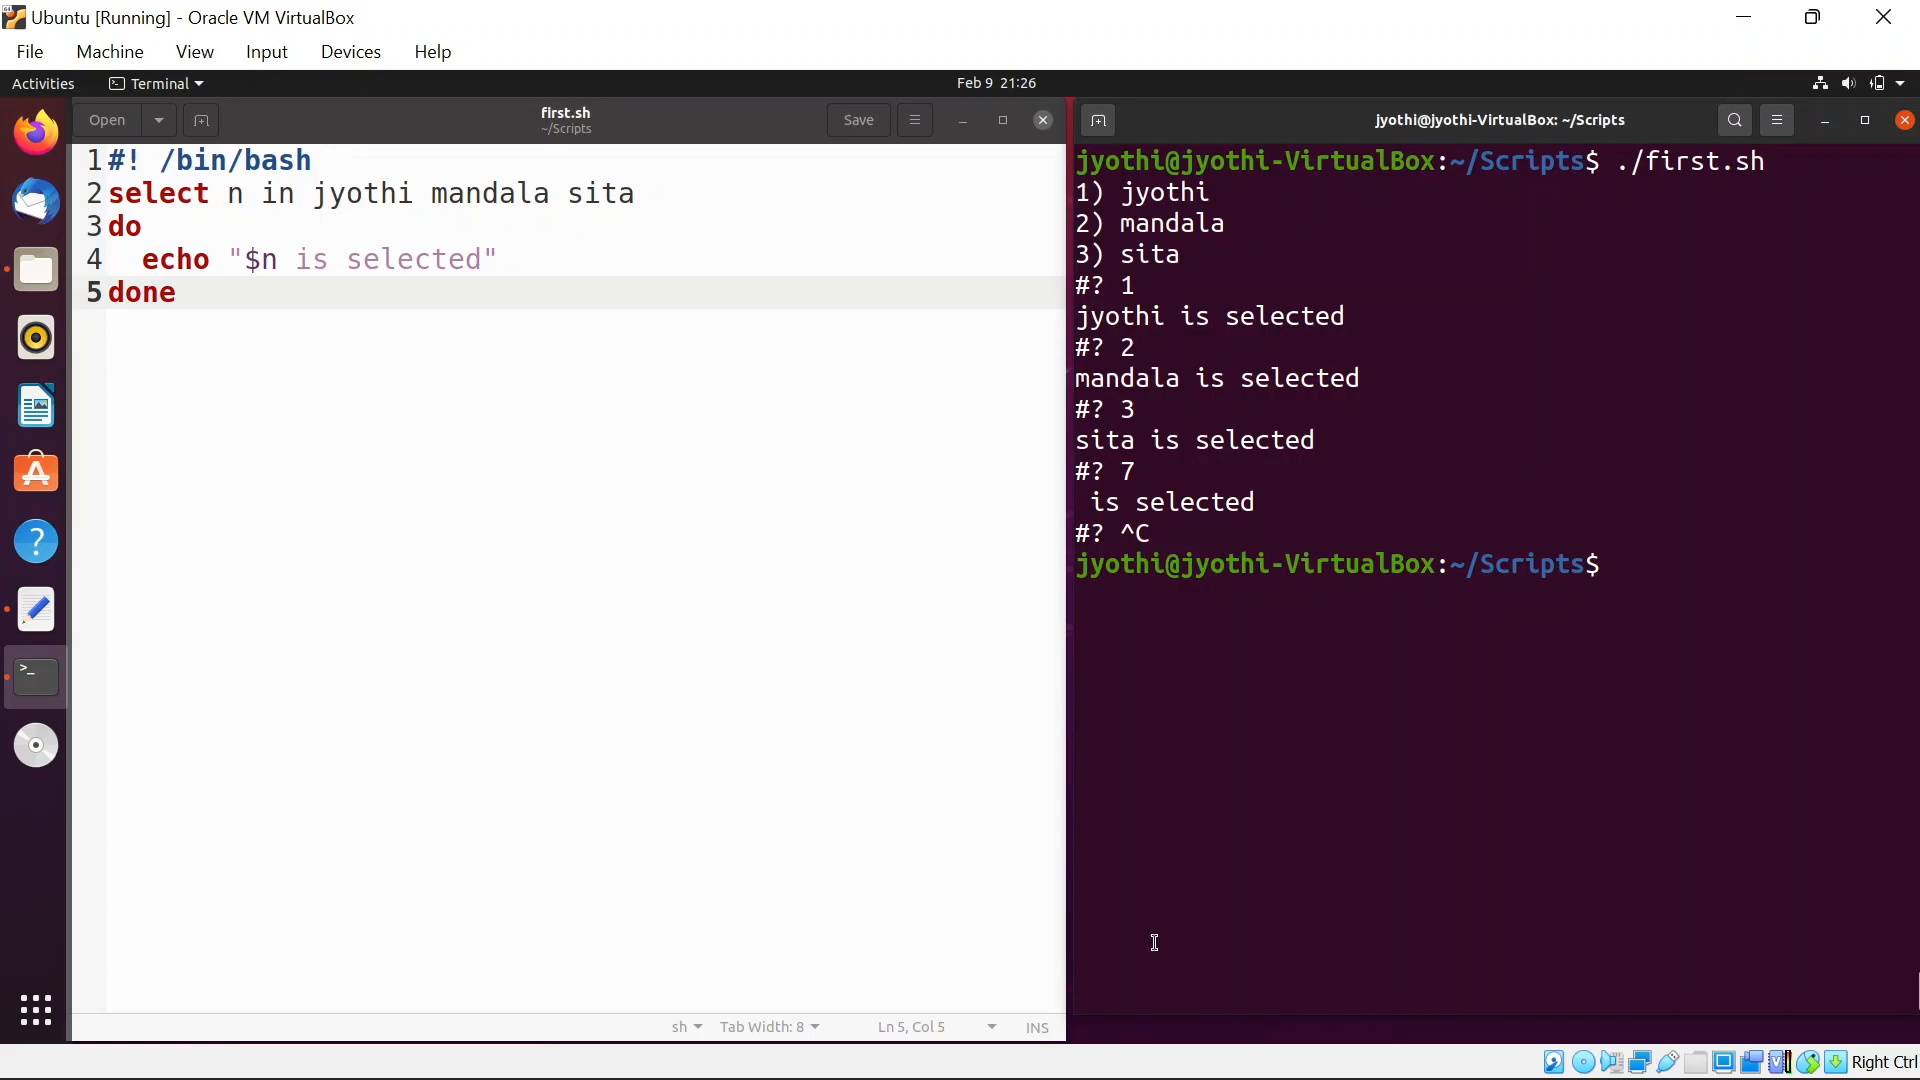 Ubuntu [Running] - Oracle VM VirtualBox
File Machine View Input Devices Help
Activities Terminal Feb 9 21:26
Open first.sh Save
~/Scripts
1 #! /bin/bash
2 select n in jyothi mandala sita
3 do
4 echo "$n is selected"
5 done
sh Tab Width: 8 Ln 5, Col 5 INS
jyothi@jyothi-VirtualBox: ~/Scripts
jyothi@jyothi-VirtualBox:~/Scripts$ ./first.sh
1) jyothi
2) mandala
3) sita
#? 1
jyothi is selected
#? 2
mandala is selected
#? 3
sita is selected
#? 7
is selected
#? ^C
jyothi@jyothi-VirtualBox:~/Scripts$
Right Ctrl